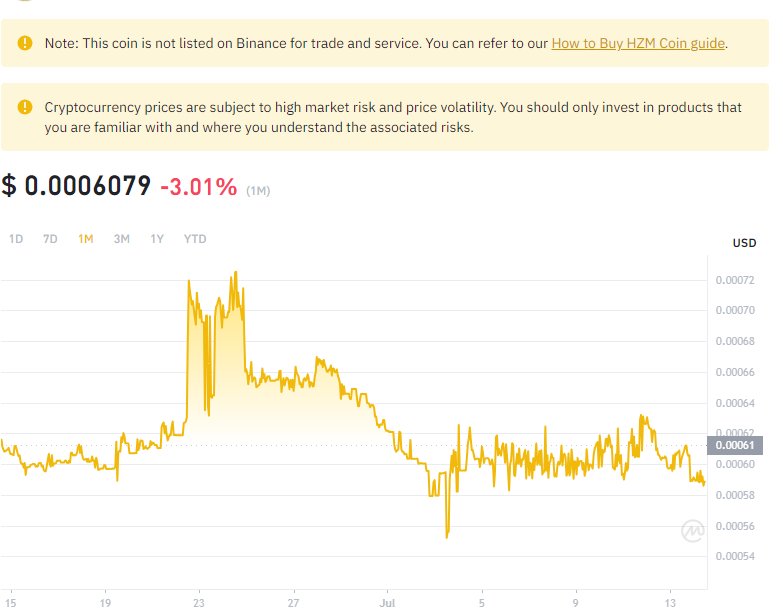 Note: This coin is not listed on Binance for trade and service. You can refer to our How to Buy HZM Coin guide.
Cryptocurrency prices are subject to high market risk and price volatility. You should only invest in products that
you are familiar with and where you understand the associated risks.
$ 0.0006079 -3.01% (1M)
1D 7D 1M 3M 1Y YTD
USD
0.00072
0.00070
0.00068
0.00066
0.00064
0.00062
0.00061
0.00060
0.00058
0.00056
0.00054
15 19 23 27 Jul 5 9 13